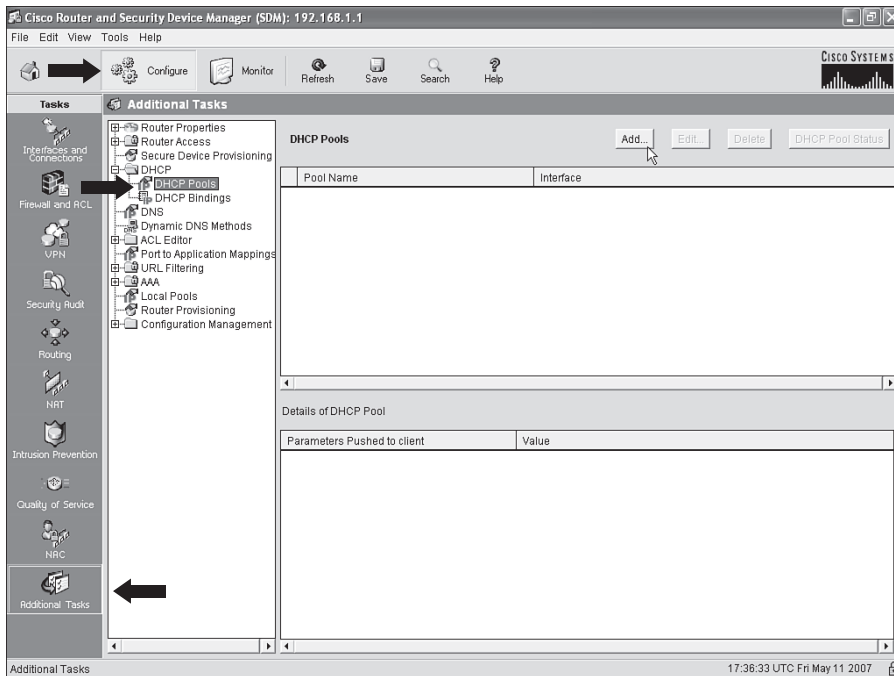 Cisco Router and Security Device Manager (SDM): 192.168.1.1
File Edit View Tools Help
Configure
Monitor
Refresh
Save
Search
Help
CISCO SYSTEMS
Tasks
Additional Tasks
Interfaces and
Connections
Firewall and ACL
VPN
Security Audit
Routing
NAT
Intrusion Prevention
Quality of Service
NAC
Additional Tasks
Router Properties
Router Access
Secure Device Provisioning
DHCP
DHCP Pools
DHCP Bindings
DNS
Dynamic DNS Methods
ACL Editor
Port to Application Mappings
URL Filtering
AAA
Local Pools
Router Provisioning
Configuration Management
DHCP Pools
Add...
Edit...
Delete
DHCP Pool Status
Pool Name
Interface
Details of DHCP Pool
Parameters Pushed to client
Value
Additional Tasks
17:36:33 UTC Fri May 11 2007